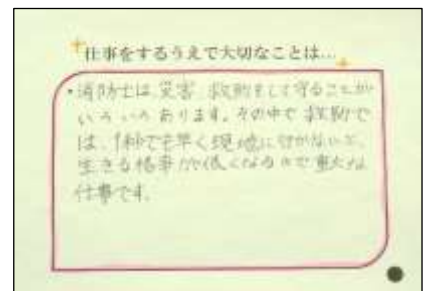 仕事をするうえで大切なことは…
・消防士は、災害、救助をして守ることが
いろいろあります。その中で救助で
は、1秒でも早く現地に行かないと、
生きる格率が低くなるので重大な
仕事です。